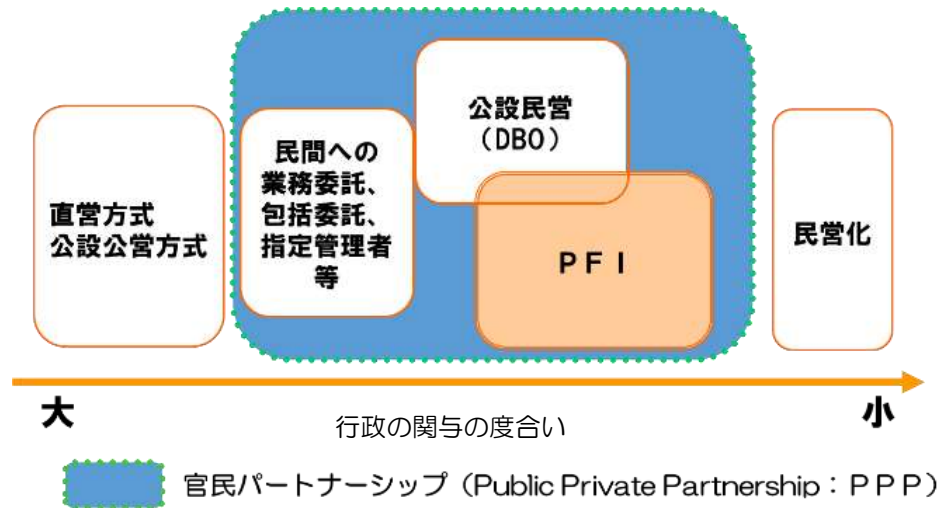 直営方式
公設公営方式
民間への
業務委託、
包括委託、
指定管理者
等
公設民営
（DBO）
ＰＦＩ
民営化
大
行政の関与の度合い
小
官民パートナーシップ（Public Private Partnership：ＰＰＰ）